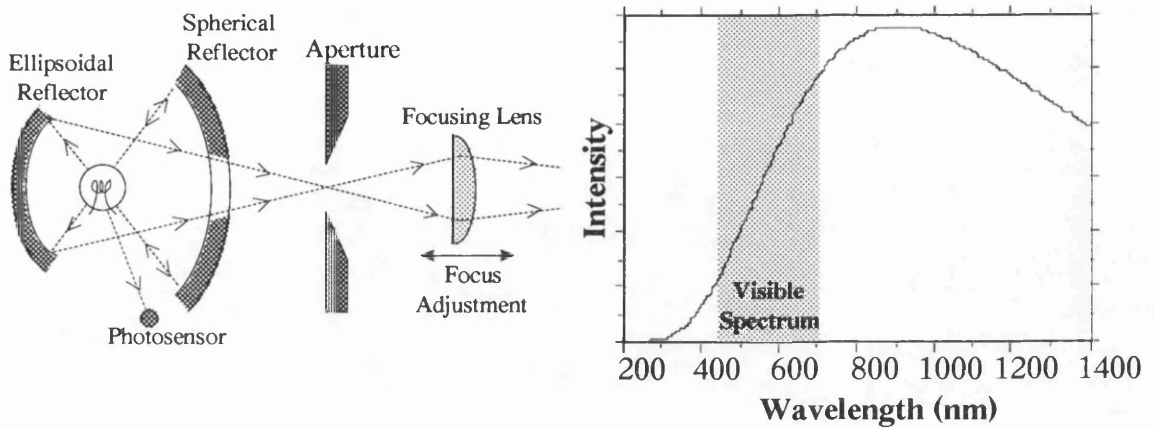 Spherical
Reflector
Ellipsoidal
Reflector
Aperture
Focusing Lens
Focus
Adjustment
Photosensor
Intensity
Visible
Spectrum
200 400 600 800 1000 1200 1400
Wavelength (nm)